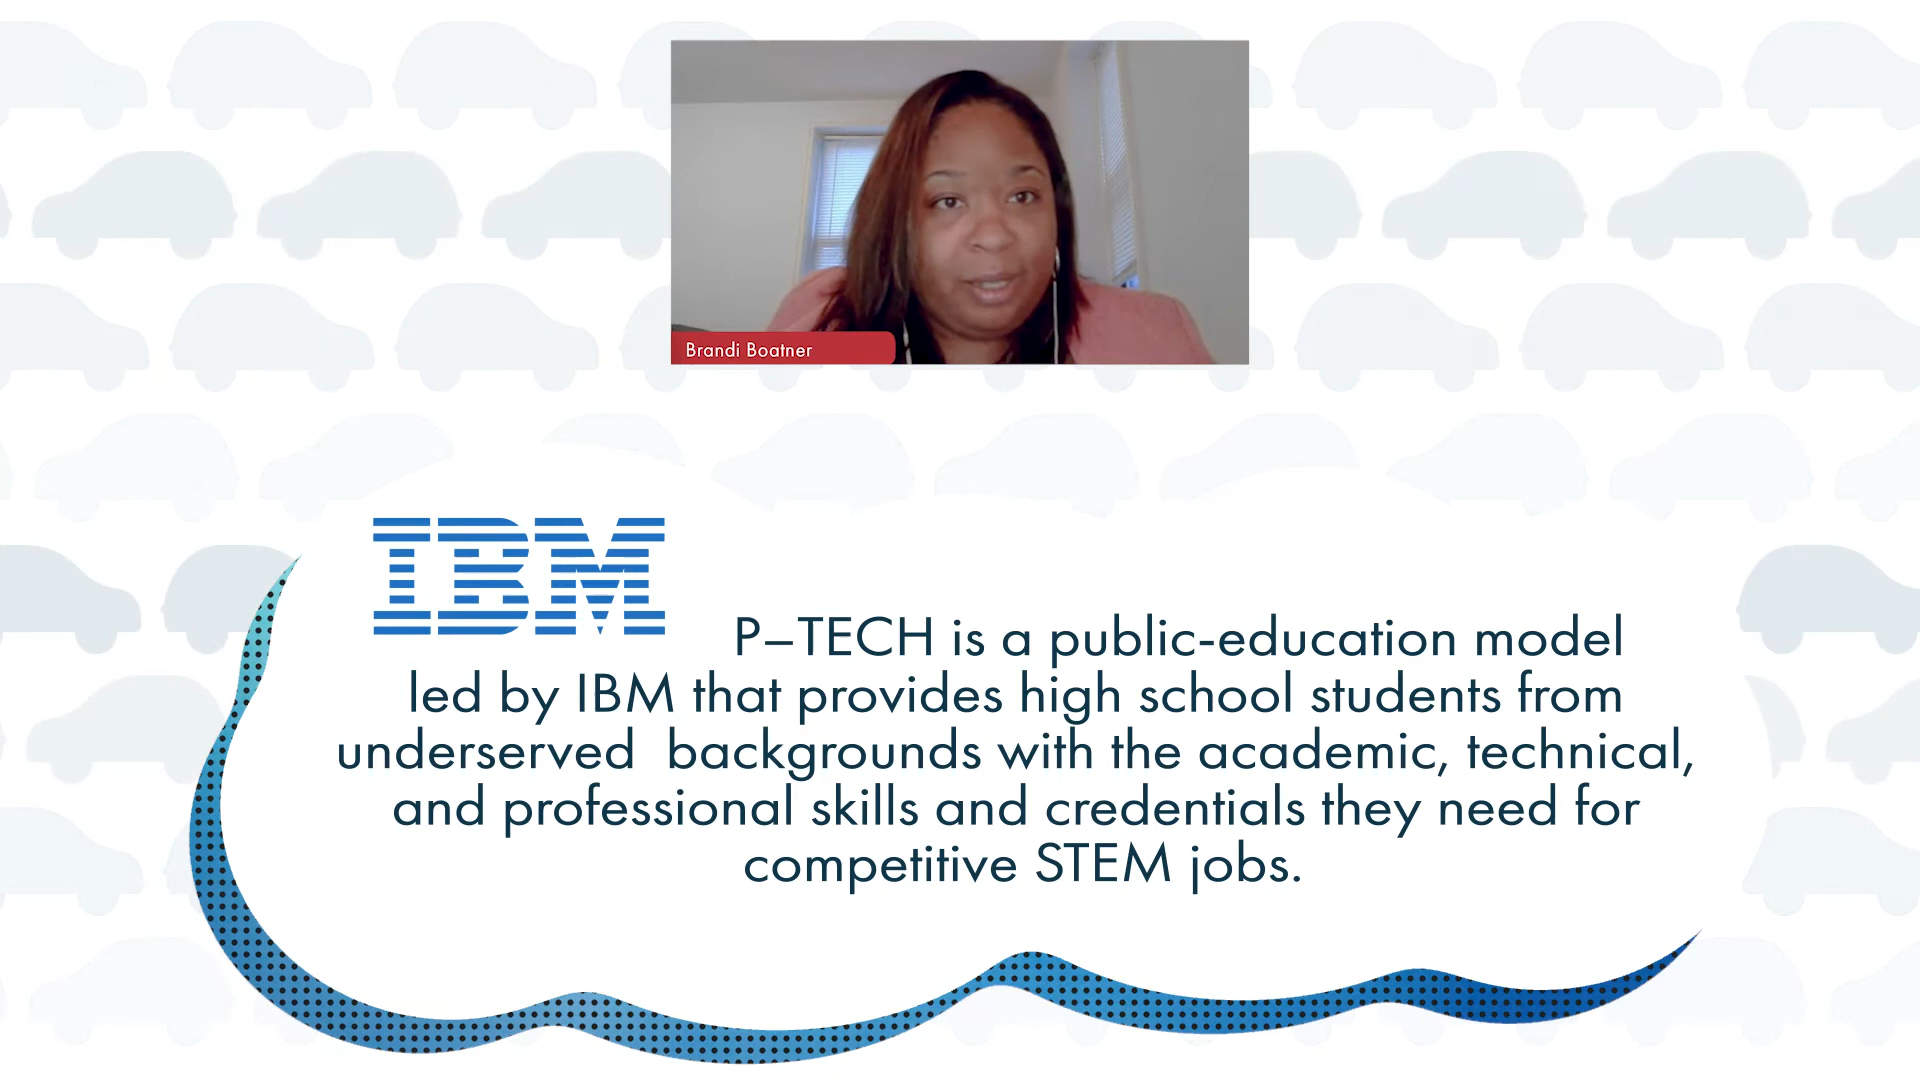 Brandi Boatner
IBM
P–TECH is a public-education model
led by IBM that provides high school students from
underserved backgrounds with the academic, technical,
and professional skills and credentials they need for
competitive STEM jobs.